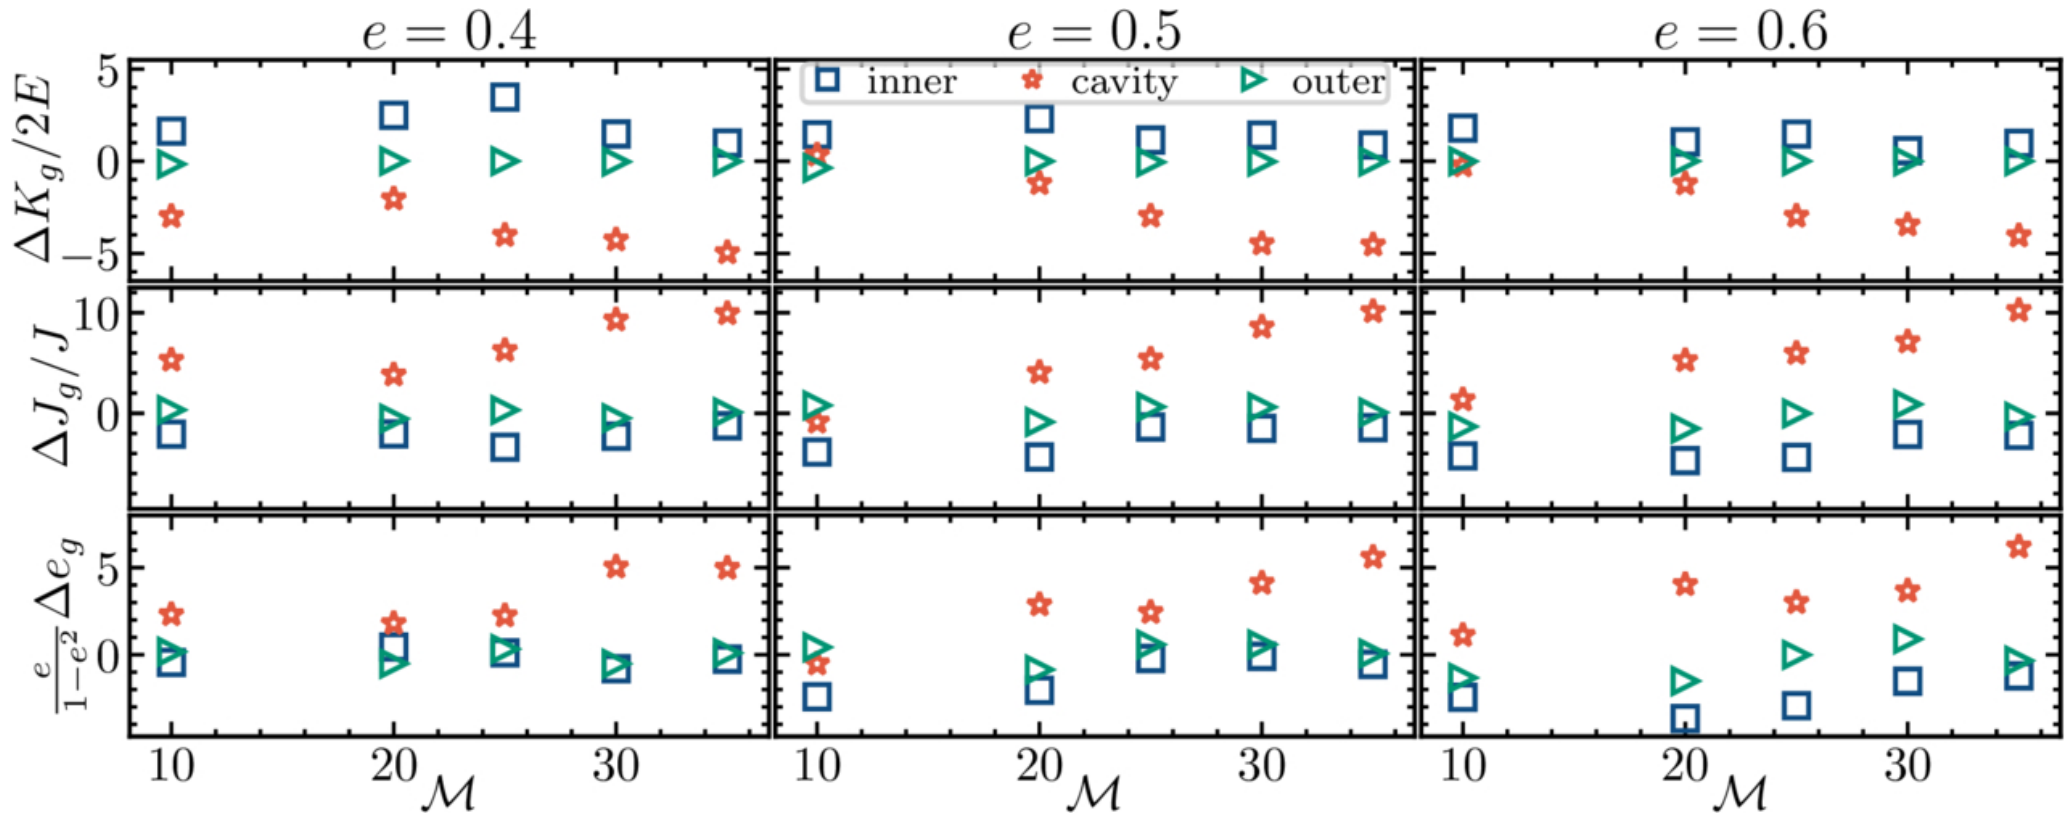 e = 0.4 e = 0.5 e = 0.6
inner cavity outer
ΔK_g/2E
5
0
−5
ΔJ_g/J
10
0
e/(1−e²) Δe_g
5
0
10 20 30 10 20 30 10 20 30
ℳ ℳ ℳ